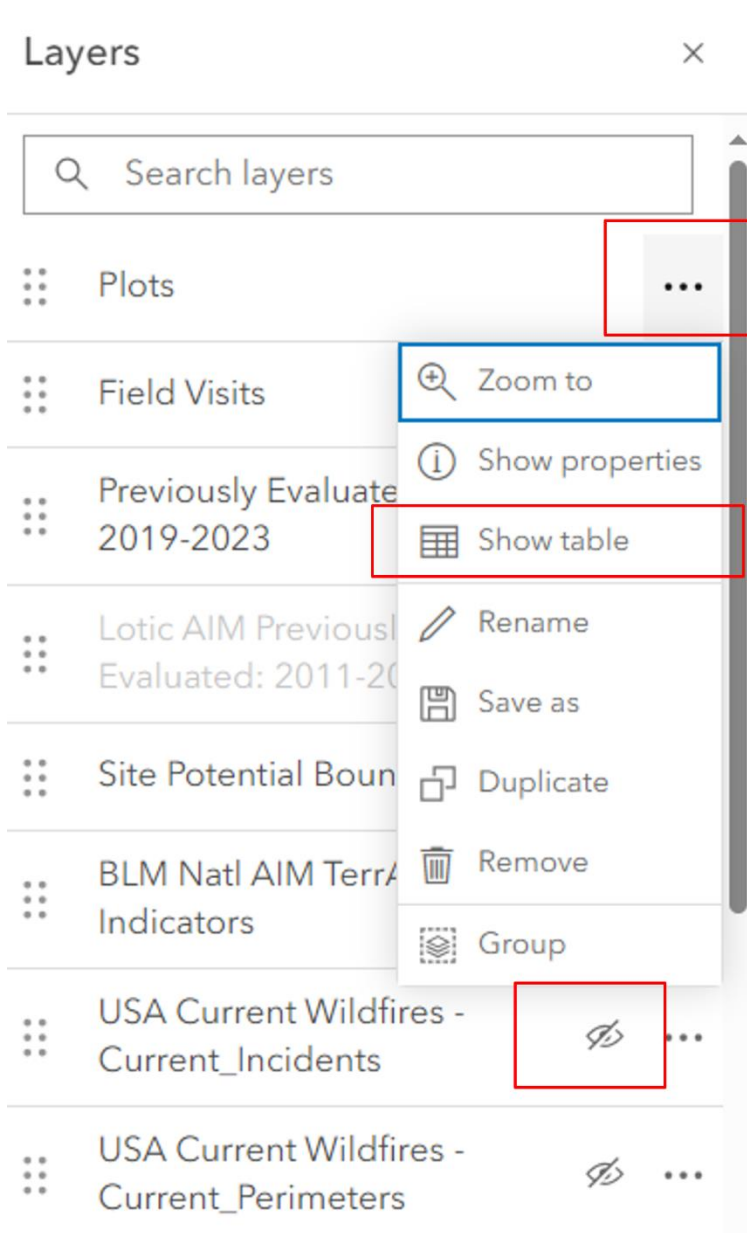 Layers
Search layers
Plots
Zoom to
Field Visits
Show properties
Previously Evaluate
2019-2023
Show table
Lotic AIM Previousl
Rename
Evaluated: 2011-20
Save as
Site Potential Boun
Duplicate
BLM Natl AIM Terr
Remove
Indicators
Group
USA Current Wildfires -
Current_Incidents
USA Current Wildfires -
Current_Perimeters